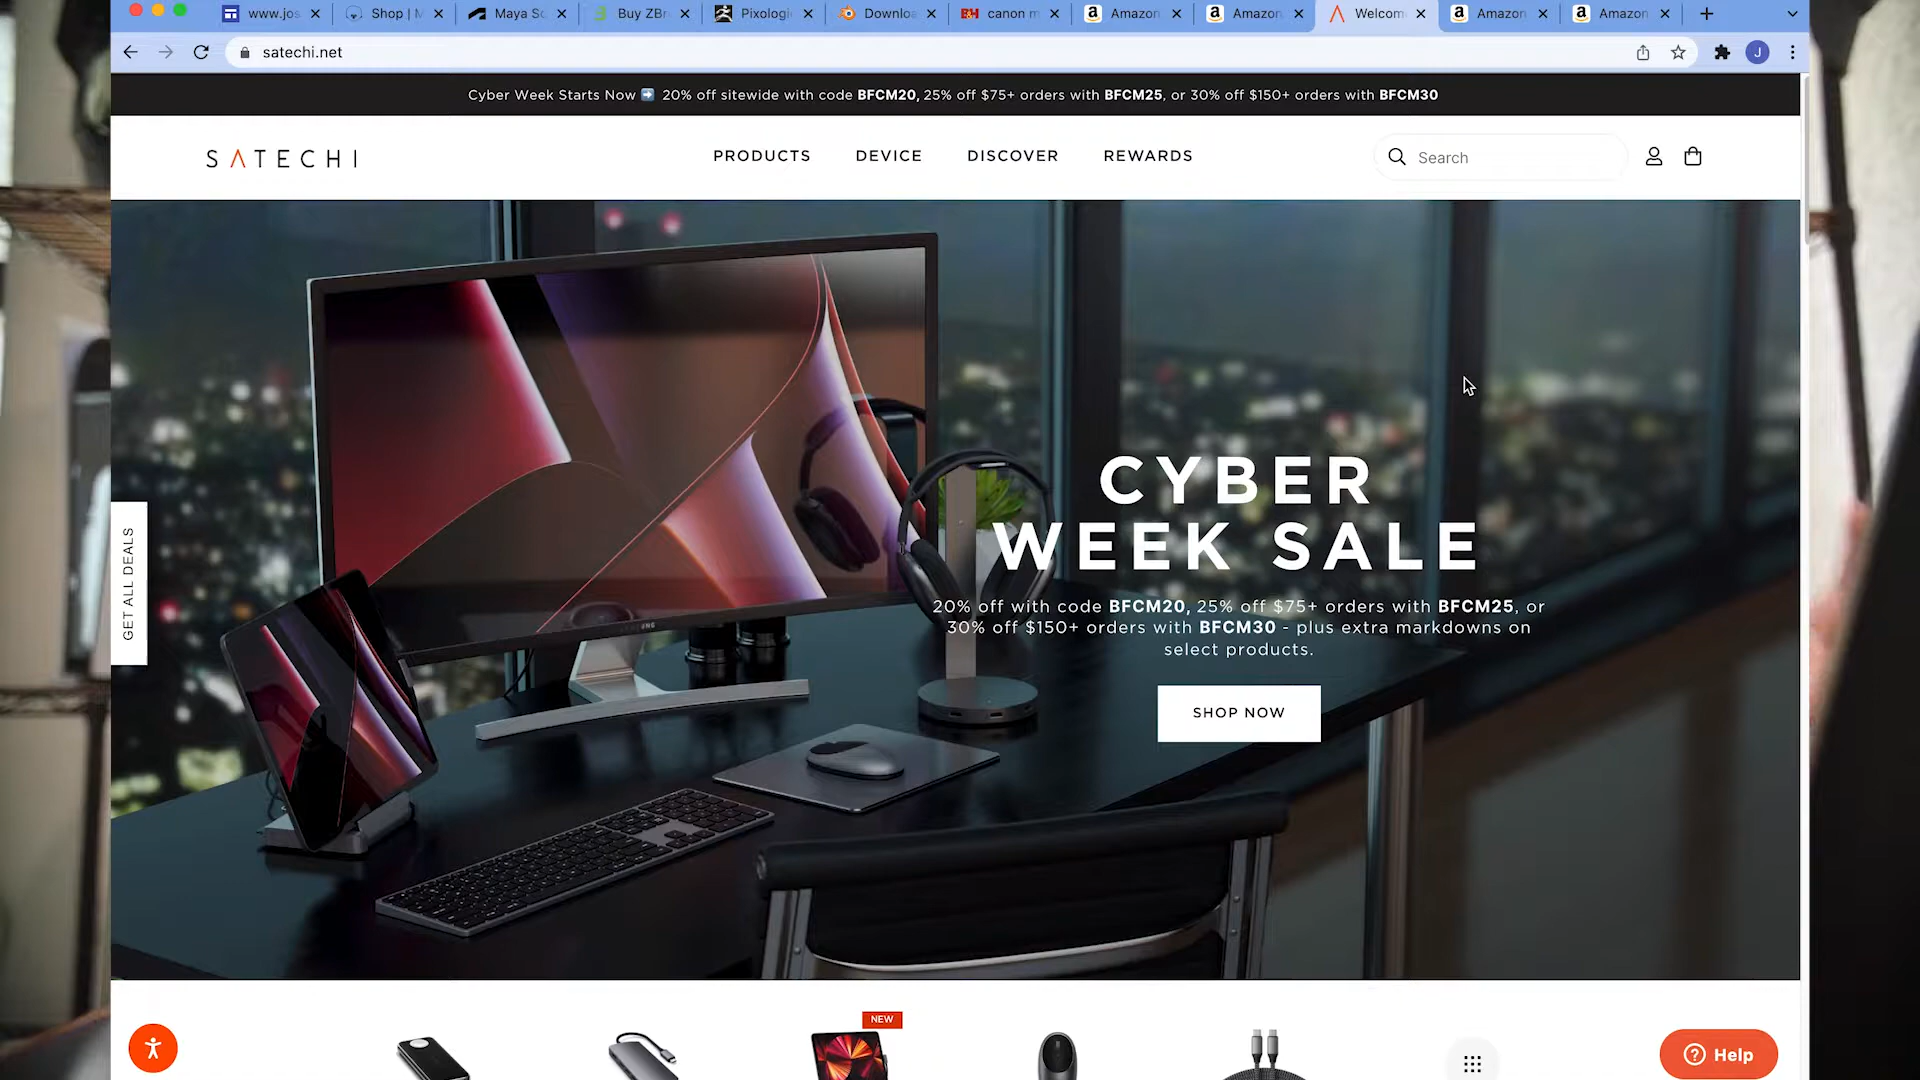 www.jos
Shop | M
Maya So
Buy ZBr
Pixologi
Downloa
B&H canon m
Amazon
Amazon
Welcom
Amazon
Amazon
satechi.net
J
Cyber Week Starts Now ➡ 20% off sitewide with code BFCM20, 25% off $75+ orders with BFCM25, or 30% off $150+ orders with BFCM30
SATECHI
PRODUCTS
DEVICE
DISCOVER
REWARDS
Search
CYBER
WEEK SALE
20% off with code BFCM20, 25% off $75+ orders with BFCM25, or
30% off $150+ orders with BFCM30 - plus extra markdowns on
select products.
SHOP NOW
GET ALL DEALS
NEW
Help